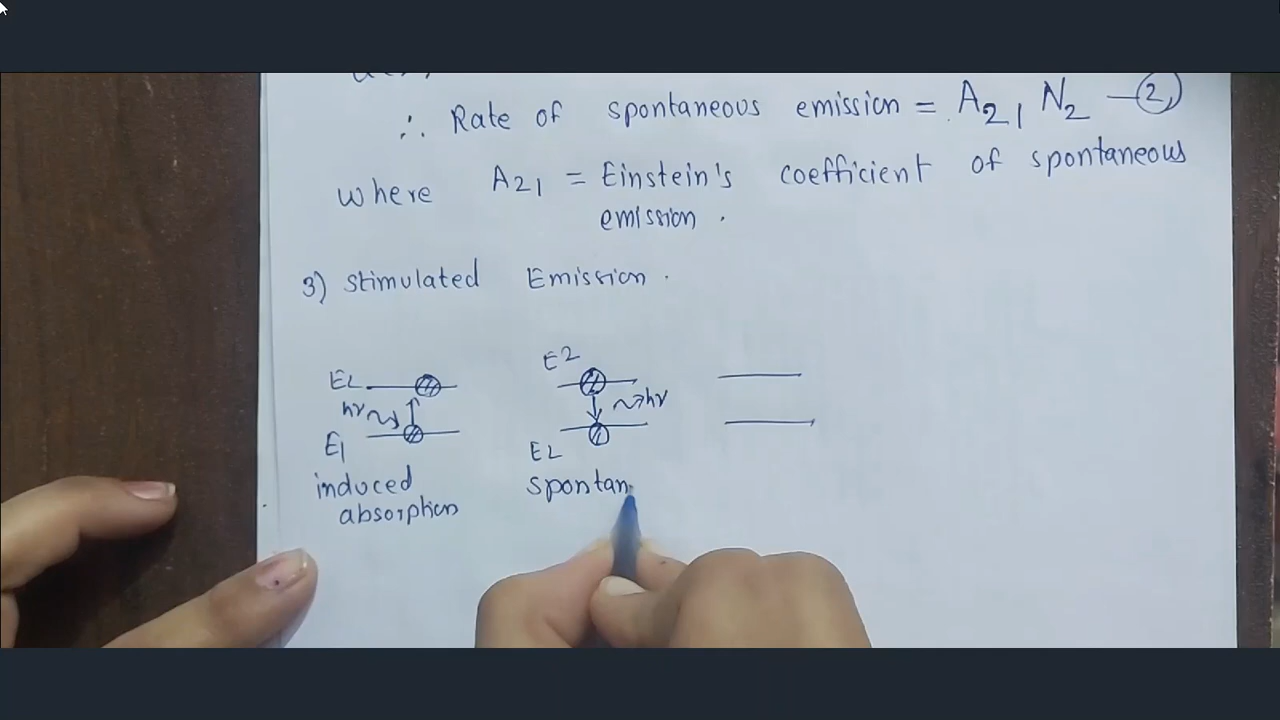 ∴ Rate of spontaneous emission = A21 N2 —(2)
where A21 = Einstein's coefficient of spontaneous
emission .
3) Stimulated Emission .
E2
E2
hν
hν
E1
E2
induced
absorption
spontan